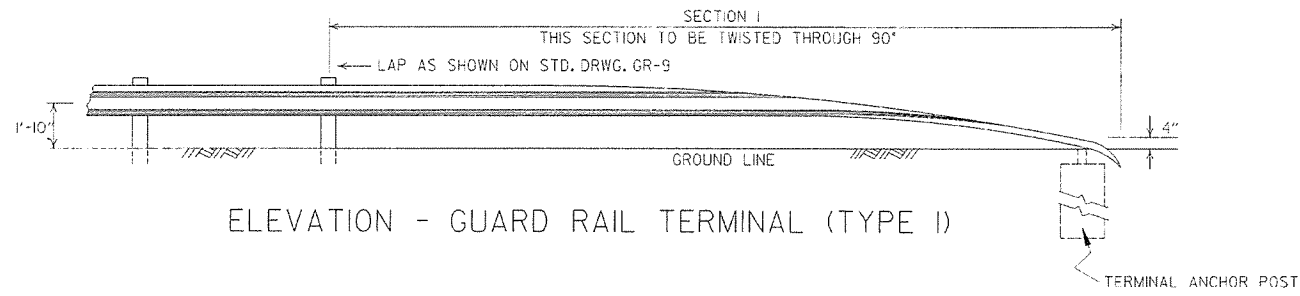 SECTION I
THIS SECTION TO BE TWISTED THROUGH 90°
LAP AS SHOWN ON STD. DRWG. GR-9
1'-10"
4"
GROUND LINE
ELEVATION - GUARD RAIL TERMINAL (TYPE I)
TERMINAL ANCHOR POST